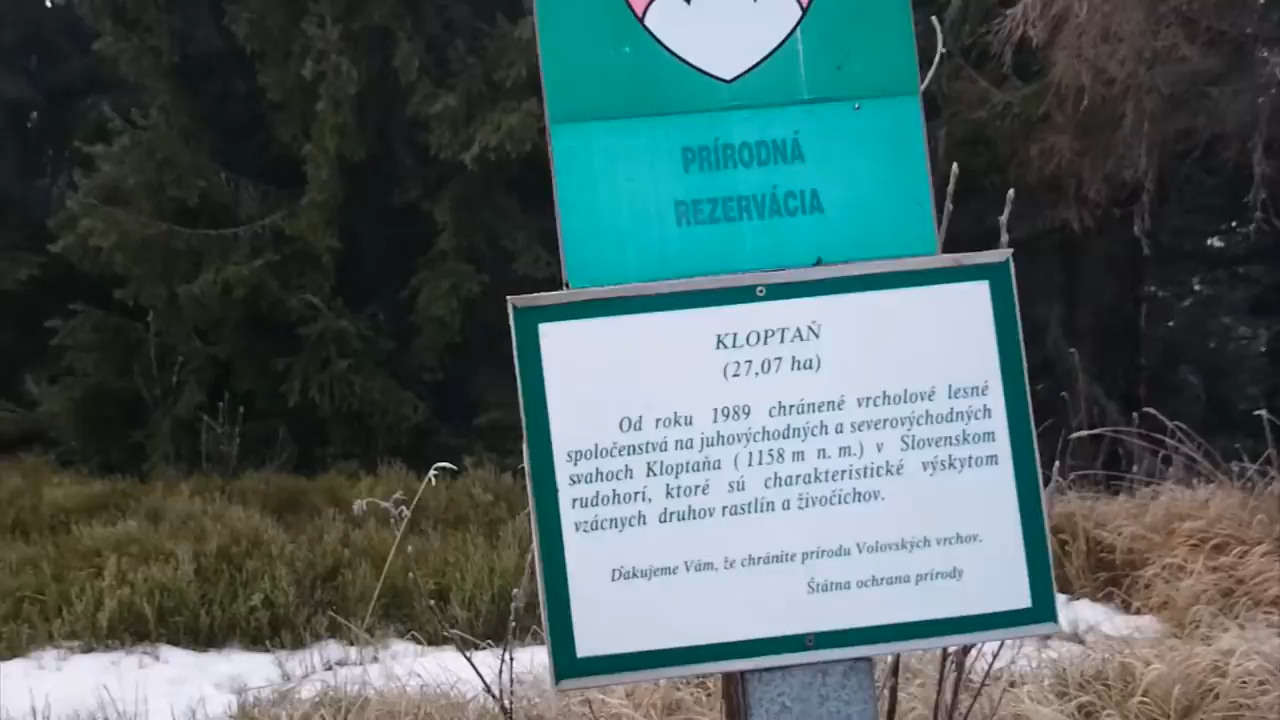 PRÍRODNÁ
REZERVÁCIA
KLOPTAŇ
(27,07 ha)
Od roku 1989 chránené vrcholové lesné
spoločenstvá na juhovýchodných a severovýchodných
svahoch Kloptaňa (1158 m n. m.) v Slovenskom
rudohorí, ktoré sú charakteristické výskytom
vzácnych druhov rastlín a živočíchov.
Ďakujeme Vám, že chránite prírodu Volovských vrchov.
Štátna ochrana prírody